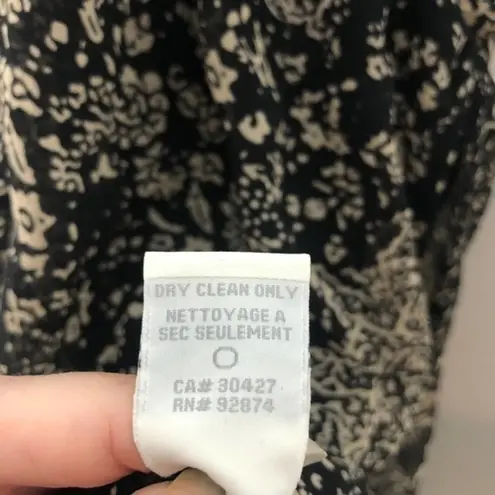 DRY CLEAN ONLY
NETTOYAGE A
SEC SEULEMENT
CA# 30427
RN# 92874